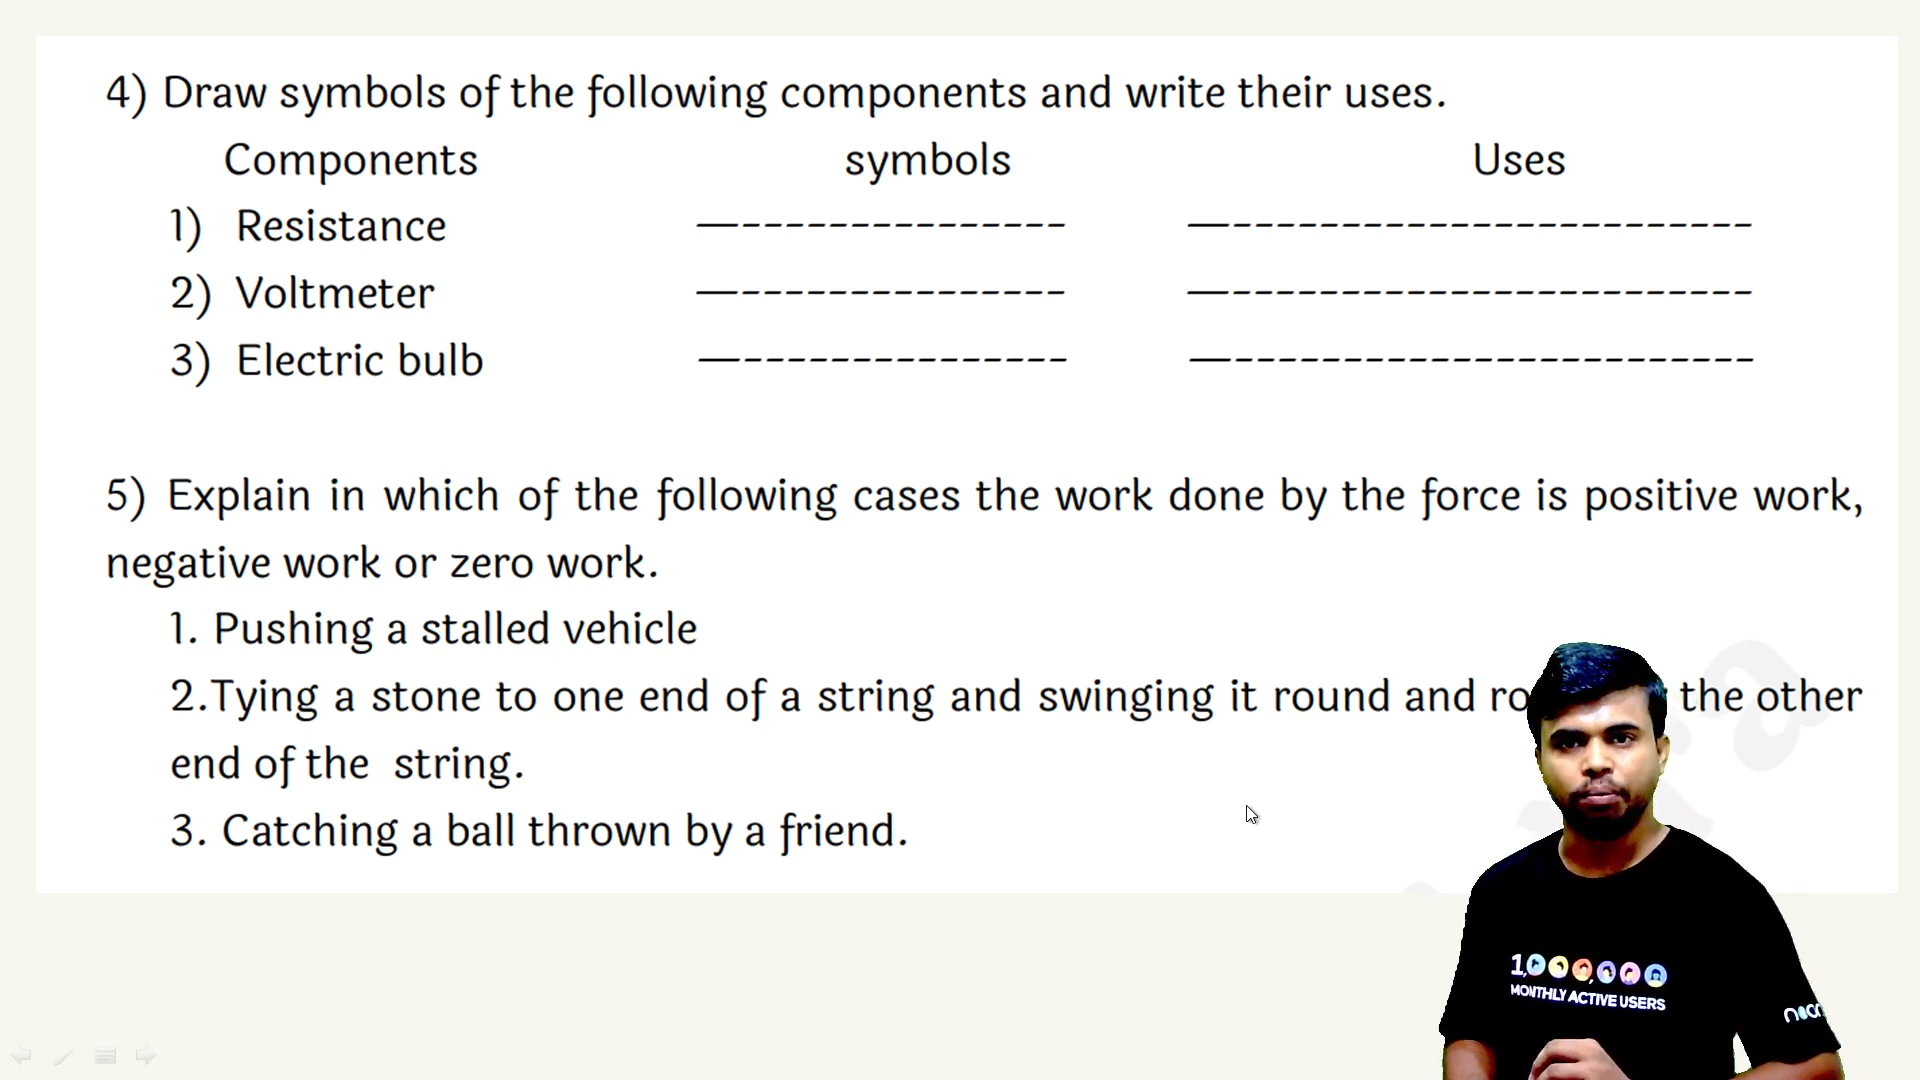 4) Draw symbols of the following components and write their uses.
Components symbols Uses
1) Resistance —--------------- —------------------------
2) Voltmeter —--------------- —------------------------
3) Electric bulb —--------------- —------------------------
5) Explain in which of the following cases the work done by the force is positive work,
negative work or zero work.
1. Pushing a stalled vehicle
2.Tying a stone to one end of a string and swinging it round and the other
end of the string.
3. Catching a ball thrown by a friend.
MONTHLY ACTIVE USERS